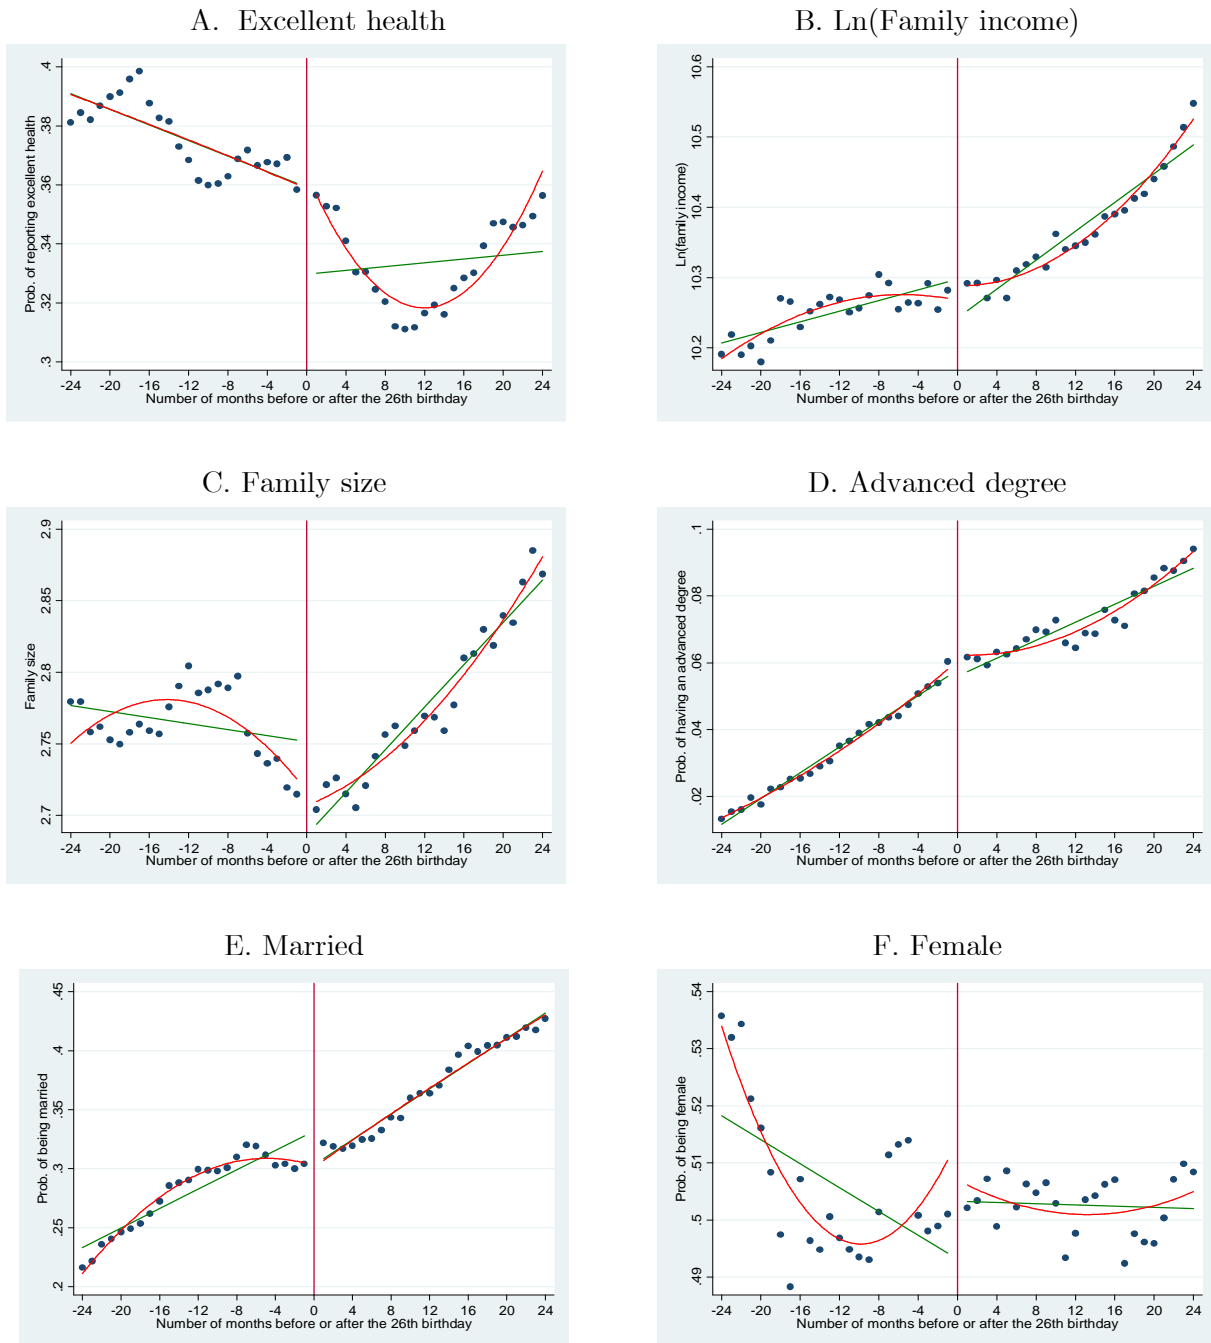 A. Excellent health
B. Ln(Family income)
Prob. of reporting excellent health
.4
.38
.36
.34
.32
.3
-24 -20 -16 -12 -8 -4 0 4 8 12 16 20 24
Number of months before or after the 26th birthday
Ln(family income)
10.6
10.5
10.4
10.3
10.2
-24 -20 -16 -12 -8 -4 0 4 8 12 16 20 24
Number of months before or after the 26th birthday
C. Family size
D. Advanced degree
Family size
2.9
2.85
2.8
2.75
2.7
-24 -20 -16 -12 -8 -4 0 4 8 12 16 20 24
Number of months before or after the 26th birthday
Prob. of having an advanced degree
.1
.08
.06
.04
.02
-24 -20 -16 -12 -8 -4 0 4 8 12 16 20 24
Number of months before or after the 26th birthday
E. Married
F. Female
Prob. of being married
.45
.4
.35
.3
.25
.2
-24 -20 -16 -12 -8 -4 0 4 8 12 16 20 24
Number of months before or after the 26th birthday
Prob. of being female
.54
.53
.52
.51
.5
.49
-24 -20 -16 -12 -8 -4 0 4 8 12 16 20 24
Number of months before or after the 26th birthday